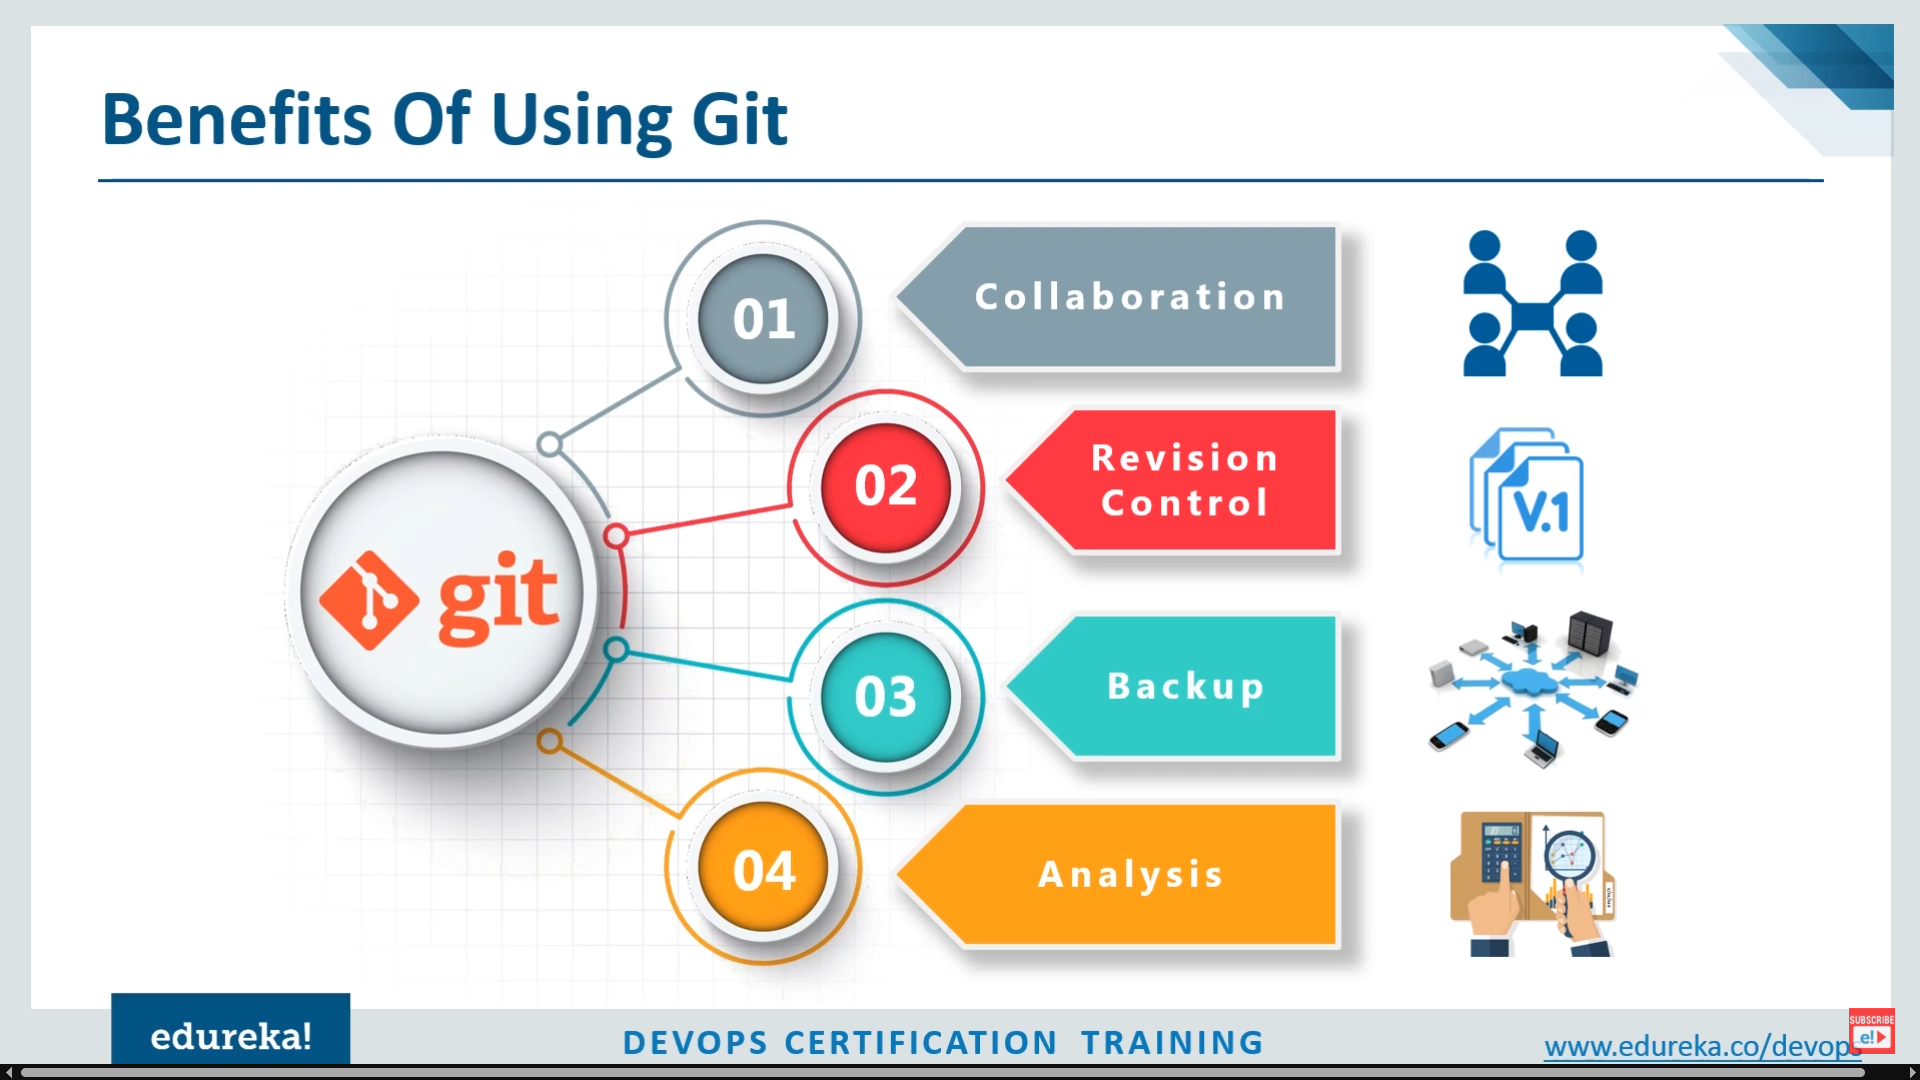 Benefits Of Using Git
01
Collaboration
02
Revision
Control
V.1
git
03
Backup
04
Analysis
edureka!
DEVOPS CERTIFICATION TRAINING
www.edureka.co/devops
SUBSCRIBE
e!